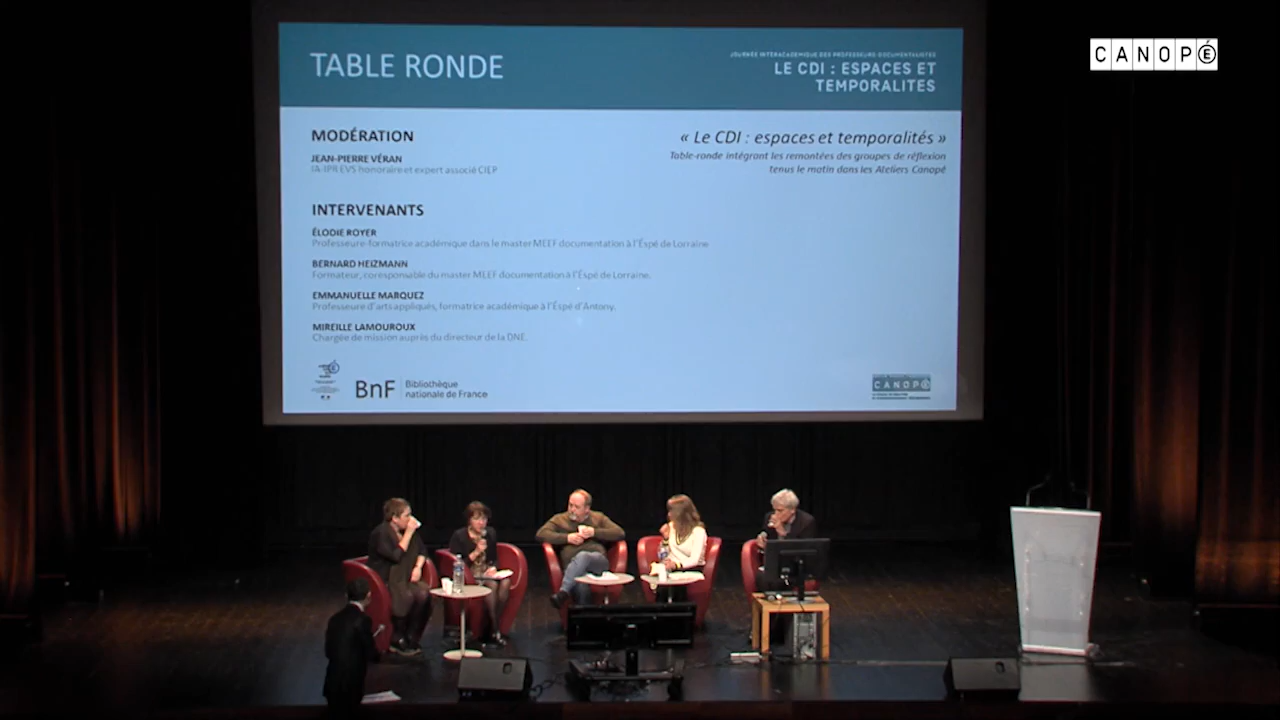 CANOPÉ
TABLE RONDE
JOURNÉE INTERACADÉMIQUE DES PROFESSEURS DOCUMENTALISTES
LE CDI : ESPACES ET
TEMPORALITES
MODÉRATION
JEAN-PIERRE VÉRAN
IA-IPR EVS honoraire et expert associé CIEP
« Le CDI : espaces et temporalités »
Table-ronde intégrant les remontées des groupes de réflexion
tenus le matin dans les Ateliers Canopé
INTERVENANTS
ÉLODIE ROYER
Professeure-formatrice académique dans le master MEEF documentation à l'Éspé de Lorraine
BERNARD HEIZMANN
Formateur, coresponsable du master MEEF documentation à l'Éspé de Lorraine.
EMMANUELLE MARQUEZ
Professeure d'arts appliqués, formatrice académique à l'Éspé d'Antony.
MIREILLE LAMOUROUX
Chargée de mission auprès du directeur de la DNE.
BnF
Bibliothèque
nationale de France
CANOPÉ